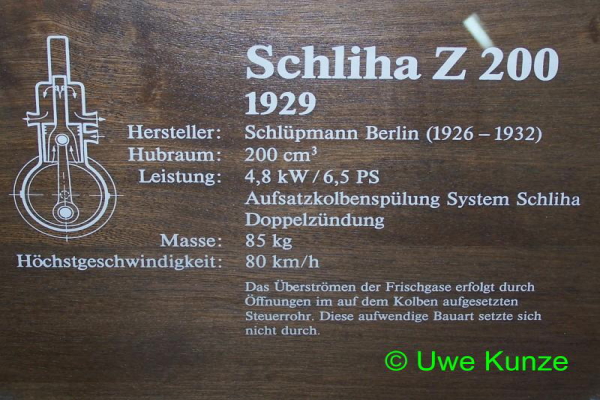 Schliha Z 200
1929
Hersteller: Schlüpmann Berlin (1926 – 1932)
Hubraum: 200 cm³
Leistung: 4,8 kW / 6,5 PS
Aufsatzkolbenspülung System Schliha
Doppelzündung
Masse: 85 kg
Höchstgeschwindigkeit: 80 km/h
Das Überströmen der Frischgase erfolgt durch
Öffnungen im auf dem Kolben aufgesetzten
Steuerrohr. Diese aufwendige Bauart setzte sich
nicht durch.
© Uwe Kunze